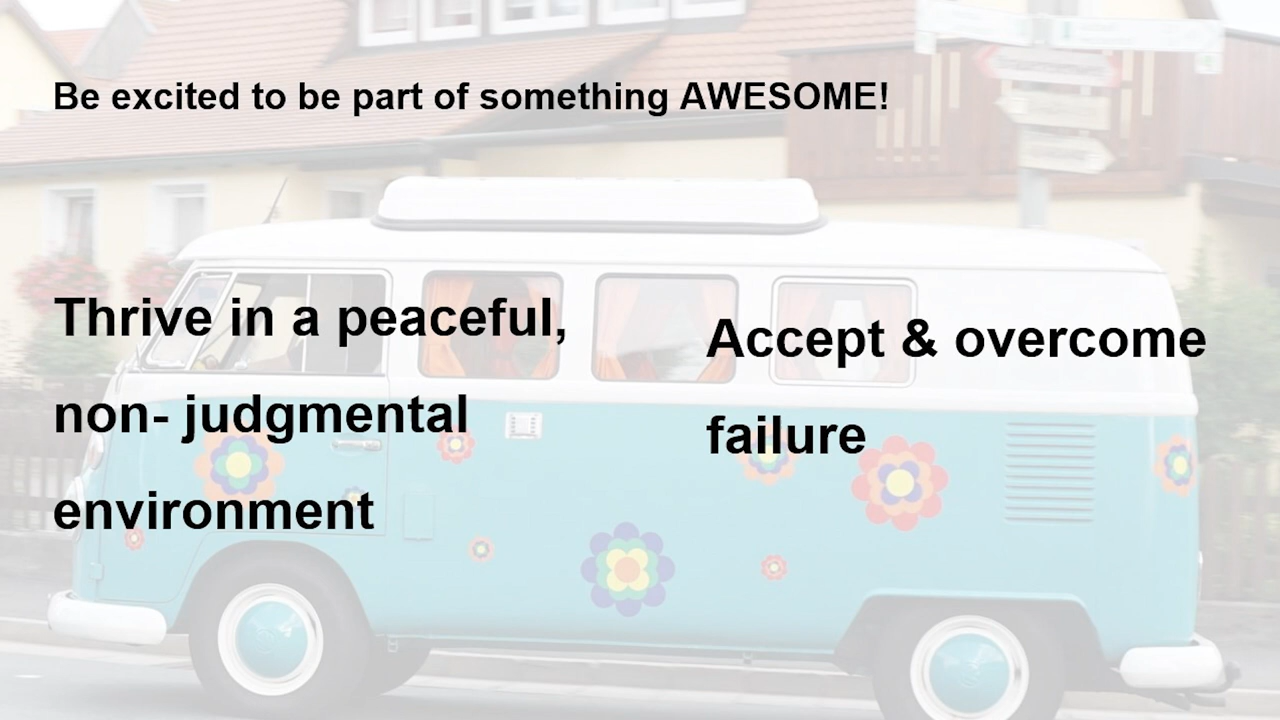 Be excited to be part of something AWESOME!
Thrive in a peaceful,
non- judgmental
environment
Accept & overcome
failure